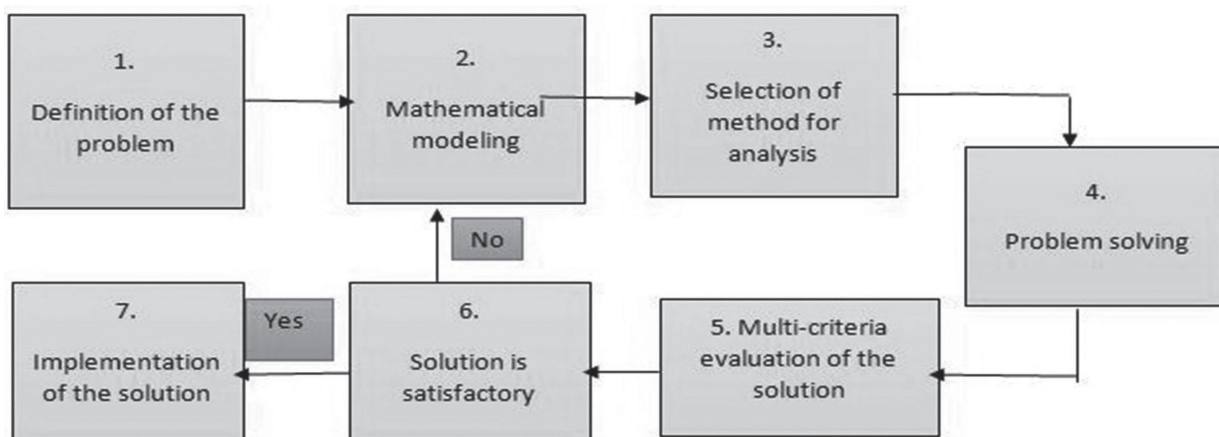 1.
Definition of the
problem
2.
Mathematical
modeling
3.
Selection of
method for
analysis
4.
Problem solving
5. Multi-criteria
evaluation of the
solution
6.
Solution is
satisfactory
No
Yes
7.
Implementation
of the solution